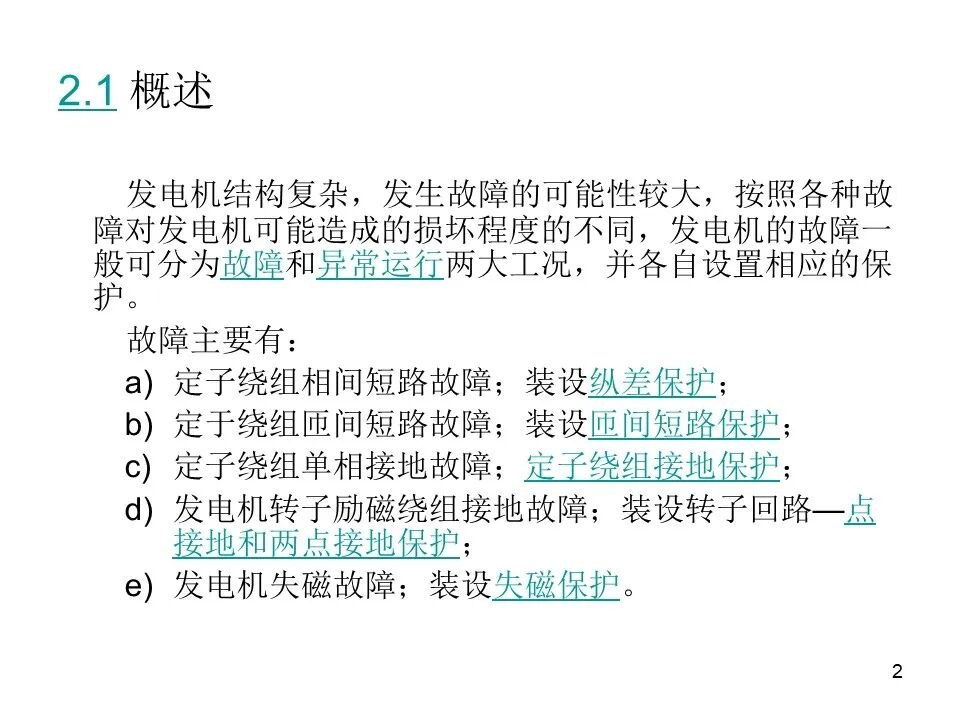 2.1 概述
发电机结构复杂，发生故障的可能性较大，按照各种故
障对发电机可能造成的损坏程度的不同，发电机的故障一
般可分为故障和异常运行两大工况，并各自设置相应的保
护。
故障主要有：
a) 定子绕组相间短路故障；装设纵差保护；
b) 定于绕组匝间短路故障；装设匝间短路保护；
c) 定子绕组单相接地故障；定子绕组接地保护；
d) 发电机转子励磁绕组接地故障；装设转子回路—点
接地和两点接地保护；
e) 发电机失磁故障；装设失磁保护。
2